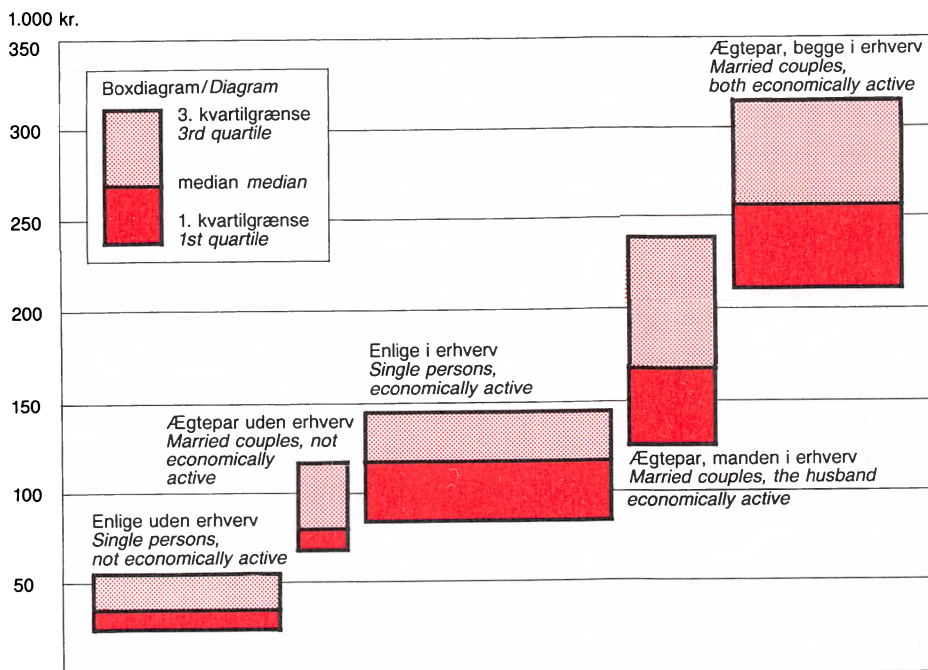 1.000 kr.
350
300
250
200
150
100
50
Boxdiagram/Diagram
3. kvartilgrænse
3rd quartile
median median
1. kvartilgrænse
1st quartile
Enlige uden erhverv
Single persons,
not economically active
Ægtepar uden erhverv
Married couples, not
economically
active
Enlige i erhverv
Single persons,
economically active
Ægtepar, manden i erhverv
Married couples, the husband
economically active
Ægtepar, begge i erhverv
Married couples,
both economically active